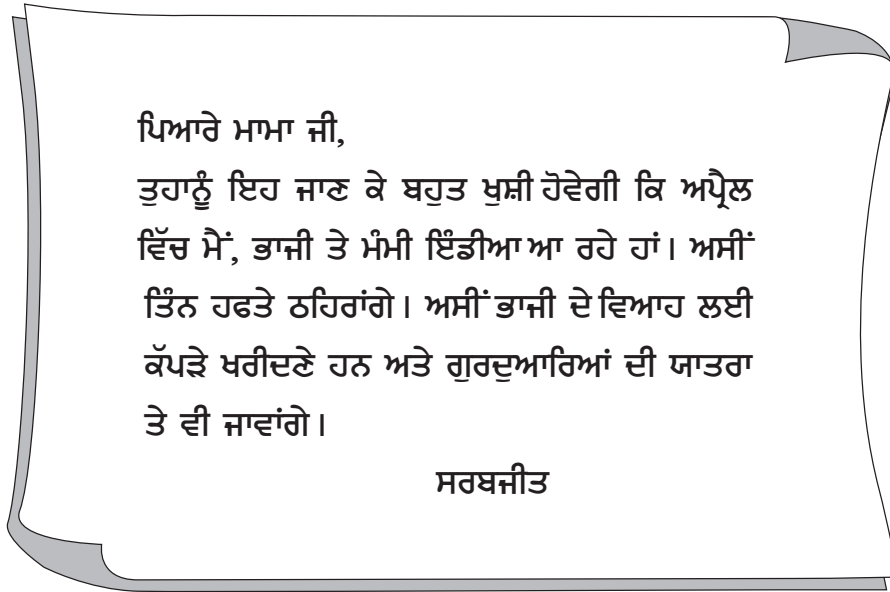 ਪਿਆਰੇ ਮਾਮਾ ਜੀ,
ਤੁਹਾਨੂੰ ਇਹ ਜਾਣ ਕੇ ਬਹੁਤ ਖੁਸ਼ੀ ਹੋਵੇਗੀ ਕਿ ਅਪ੍ਰੈਲ
ਵਿੱਚ ਮੈਂ, ਭਾਜੀ ਤੇ ਮੰਮੀ ਇੰਡੀਆ ਆ ਰਹੇ ਹਾਂ। ਅਸੀਂ
ਤਿੰਨ ਹਫਤੇ ਠਹਿਰਾਂਗੇ। ਅਸੀਂ ਭਾਜੀ ਦੇ ਵਿਆਹ ਲਈ
ਕੱਪੜੇ ਖਰੀਦਣੇ ਹਨ ਅਤੇ ਗੁਰਦੁਆਰਿਆਂ ਦੀ ਯਾਤਰਾ
ਤੇ ਵੀ ਜਾਵਾਂਗੇ।
ਸਰਬਜੀਤ